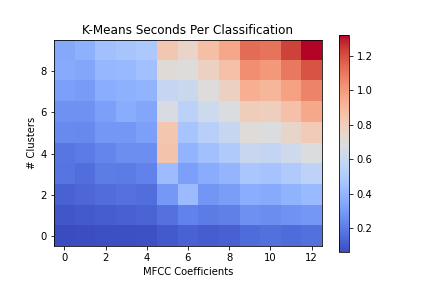 K-Means Seconds Per Classification
# Clusters
8
6
4
2
0
0 2 4 6 8 10 12
MFCC Coefficients
1.2
1.0
0.8
0.6
0.4
0.2